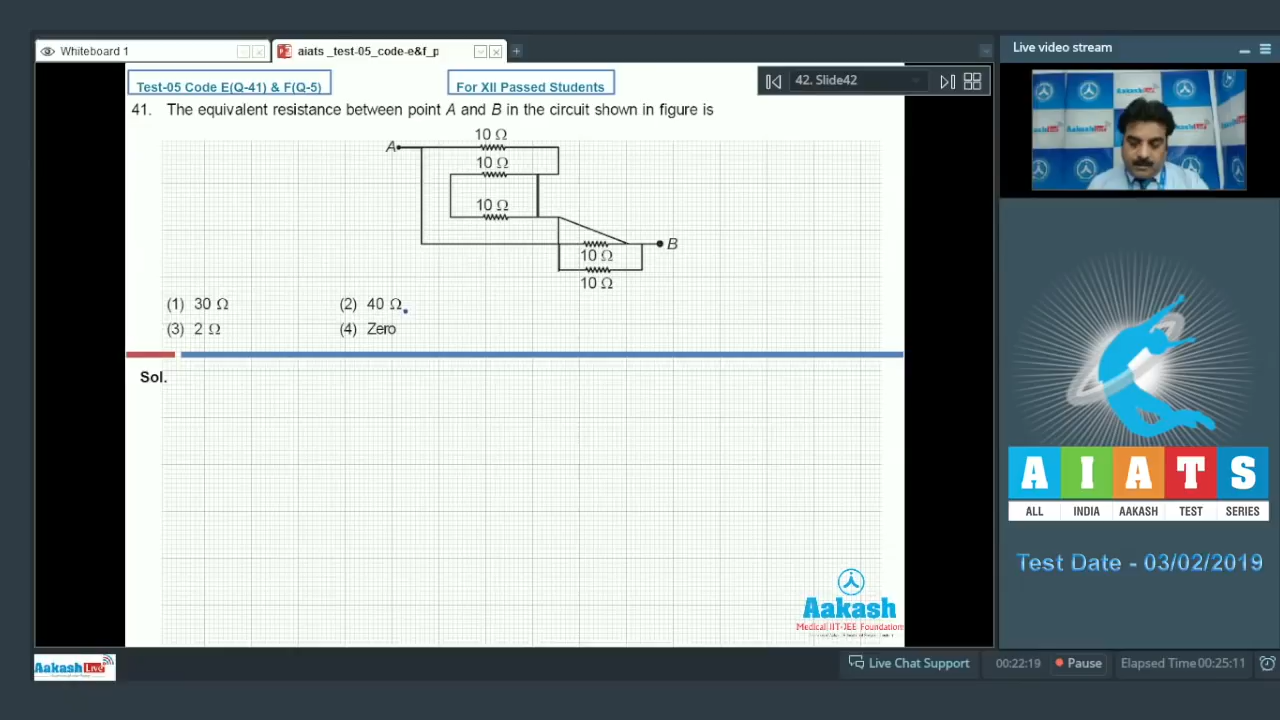 Whiteboard 1
aiats _test-05_code-e&f_p
Live video stream
Test-05 Code E(Q-41) & F(Q-5)
For XII Passed Students
42. Slide42
41. The equivalent resistance between point A and B in the circuit shown in figure is
10 Ω
A
10 Ω
10 Ω
B
10 Ω
10 Ω
(1) 30 Ω
(2) 40 Ω
(3) 2 Ω
(4) Zero
Sol.
A I A T S
ALL INDIA AAKASH TEST SERIES
Test Date - 03/02/2019
Aakash
Medical|IIT-JEE|Foundations
Aakash Live
Live Chat Support
00:22:19
Pause
Elapsed Time 00:25:11